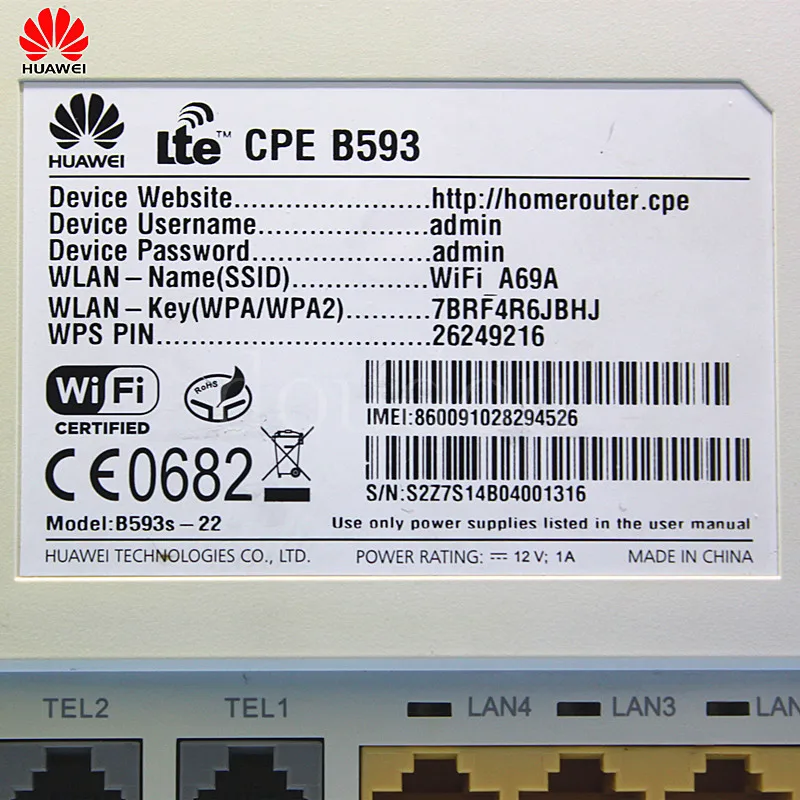 HUAWEI
HUAWEI Lte™ CPE B593
Device Website......................http://homerouter.cpe
Device Username...................admin
Device Password....................admin
WLAN-Name(SSID)...............WiFi_A69A
WLAN-Key(WPA/WPA2)..........7BRF4R6JBHJ
WPS PIN...............................26249216
WiFi RoHS
CERTIFIED
IMEI:860091028294526
CE0682
S/N:S2Z7S14B04001316
Model:B593s-22 Use only power supplies listed in the user manual
HUAWEI TECHNOLOGIES CO., LTD. POWER RATING: ⎓ 12 V; 1A MADE IN CHINA
TEL2 TEL1 LAN4 LAN3 LAN